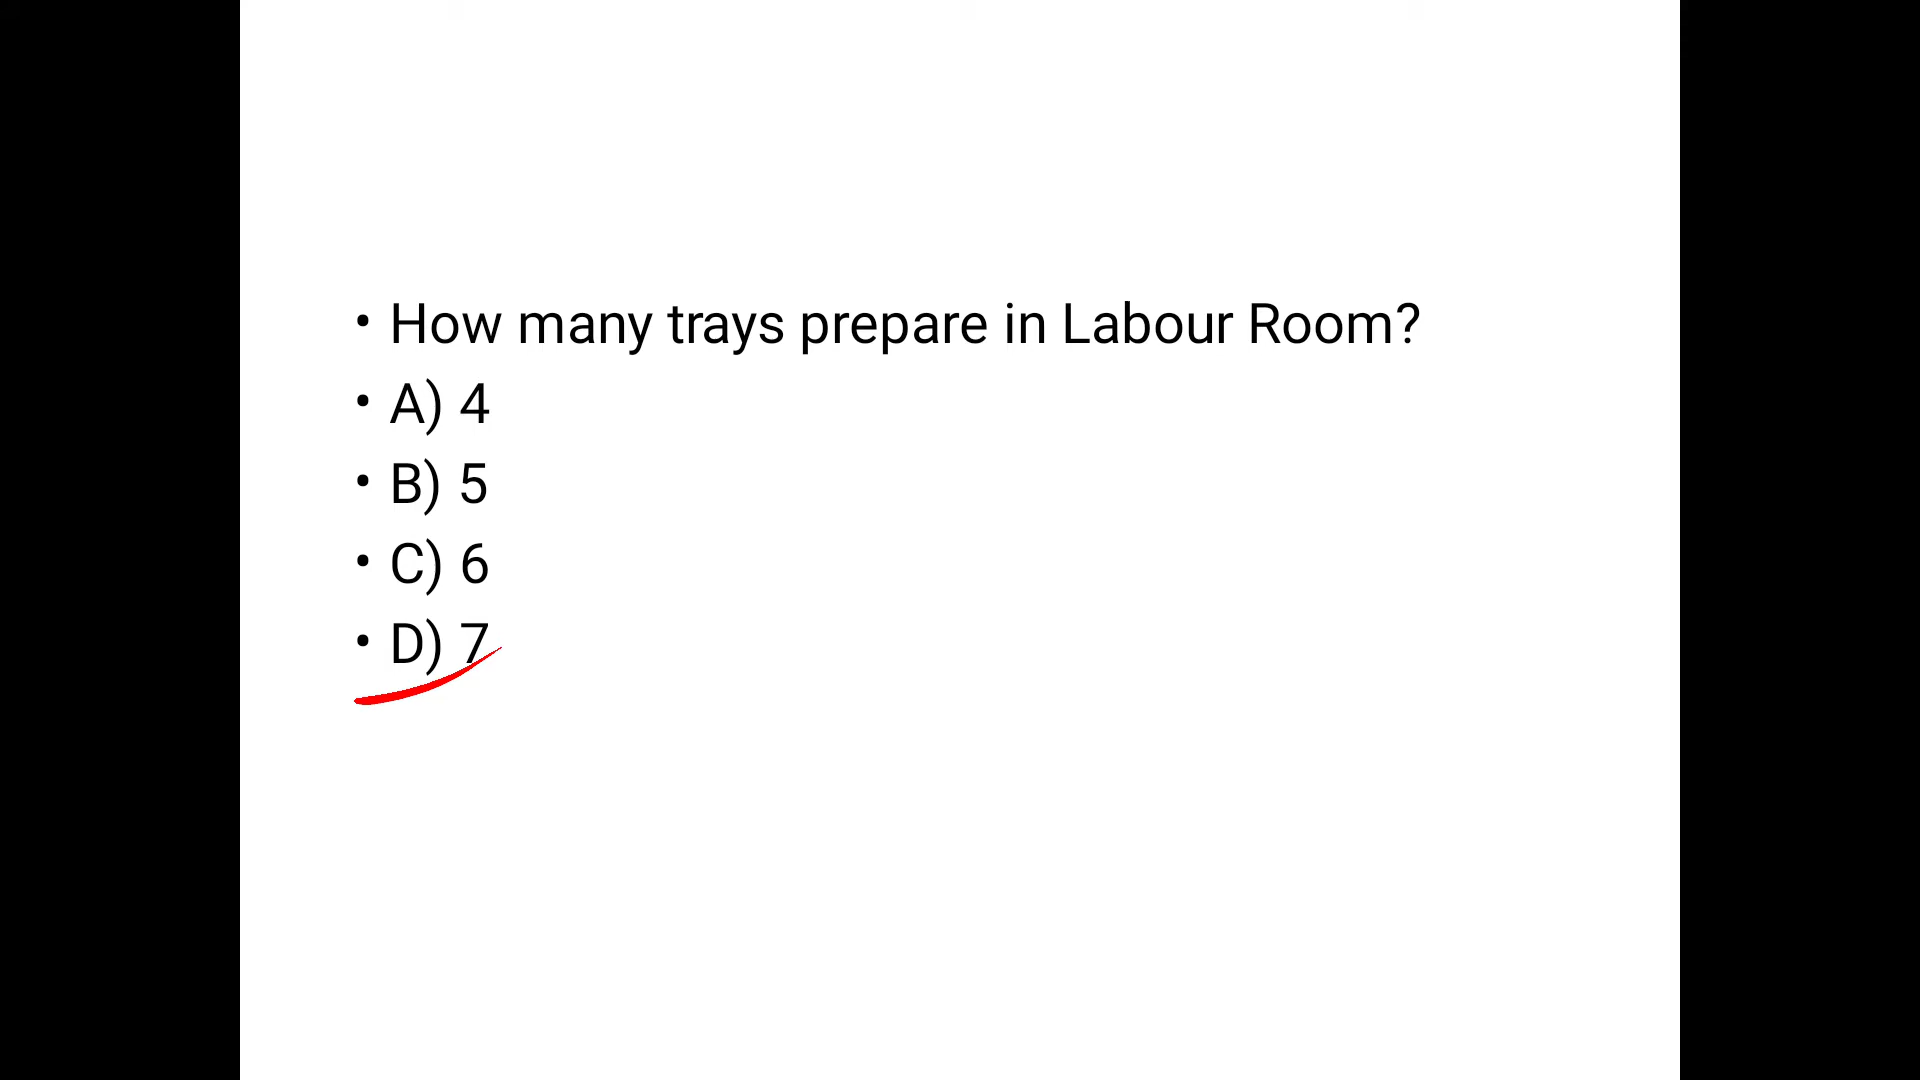 • How many trays prepare in Labour Room?
• A) 4
• B) 5
• C) 6
• D) 7